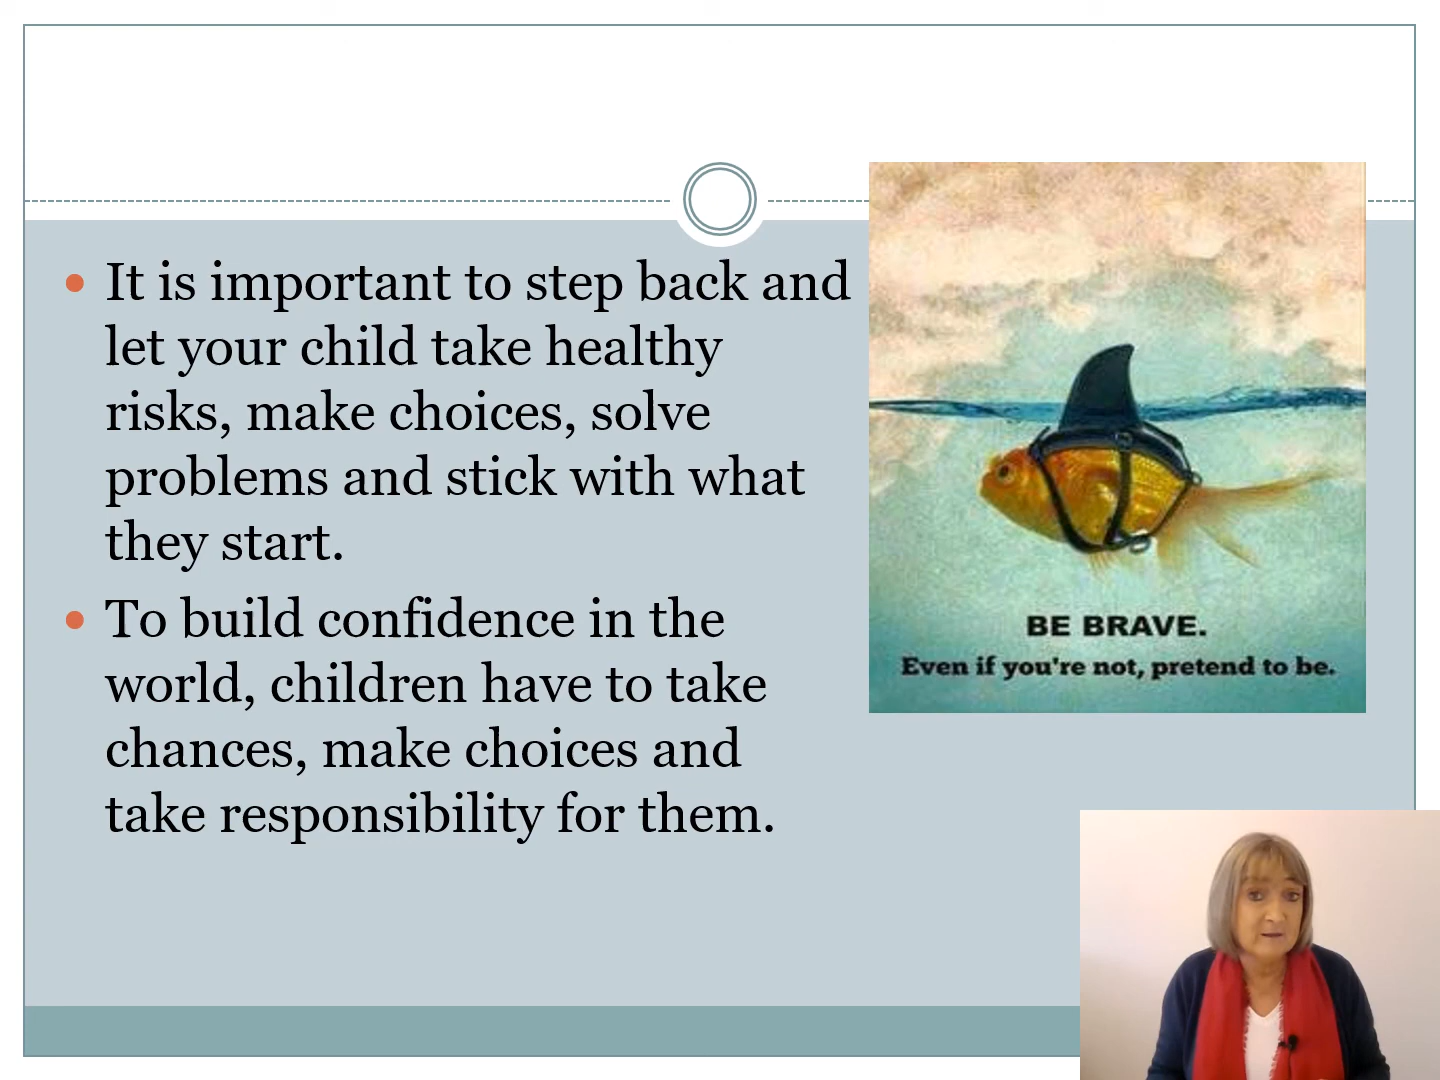 It is important to step back and
let your child take healthy
risks, make choices, solve
problems and stick with what
they start.
To build confidence in the
world, children have to take
chances, make choices and
take responsibility for them.
BE BRAVE.
Even if you're not, pretend to be.